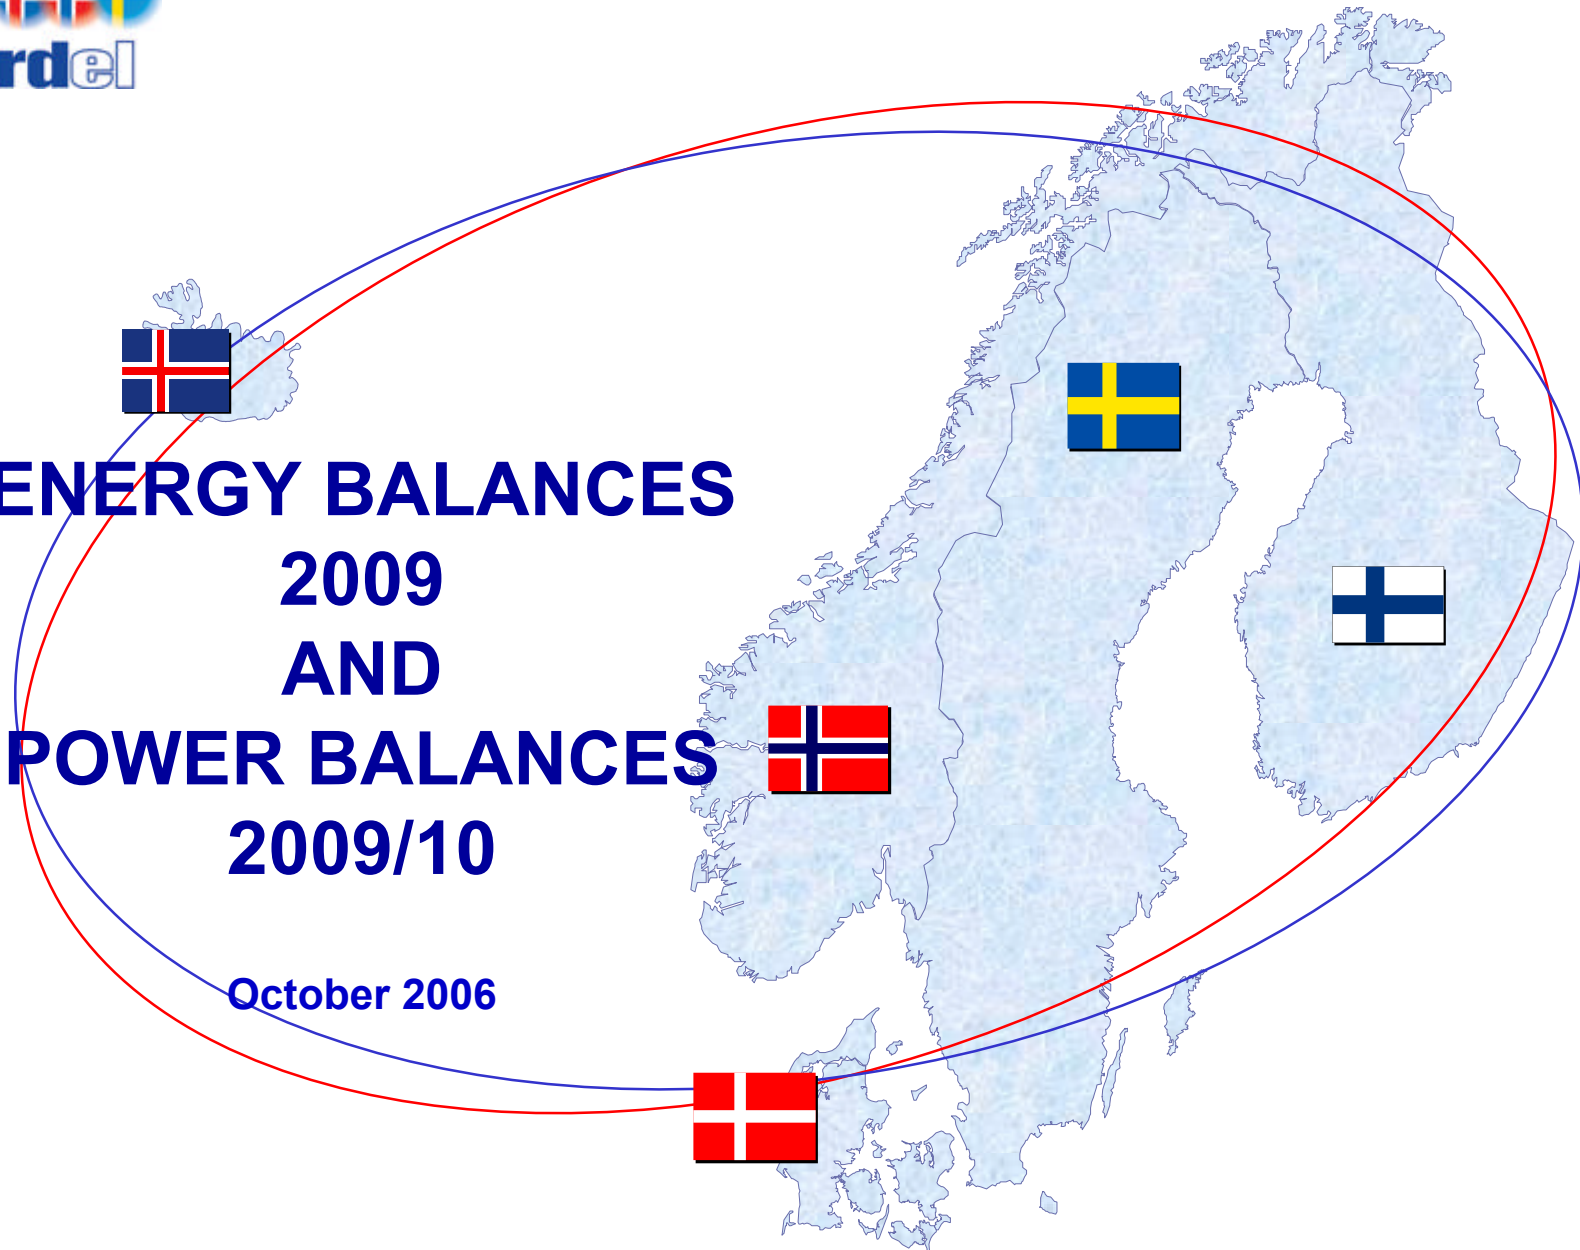 rdel
ENERGY BALANCES
2009
AND
POWER BALANCES
2009/10
October 2006